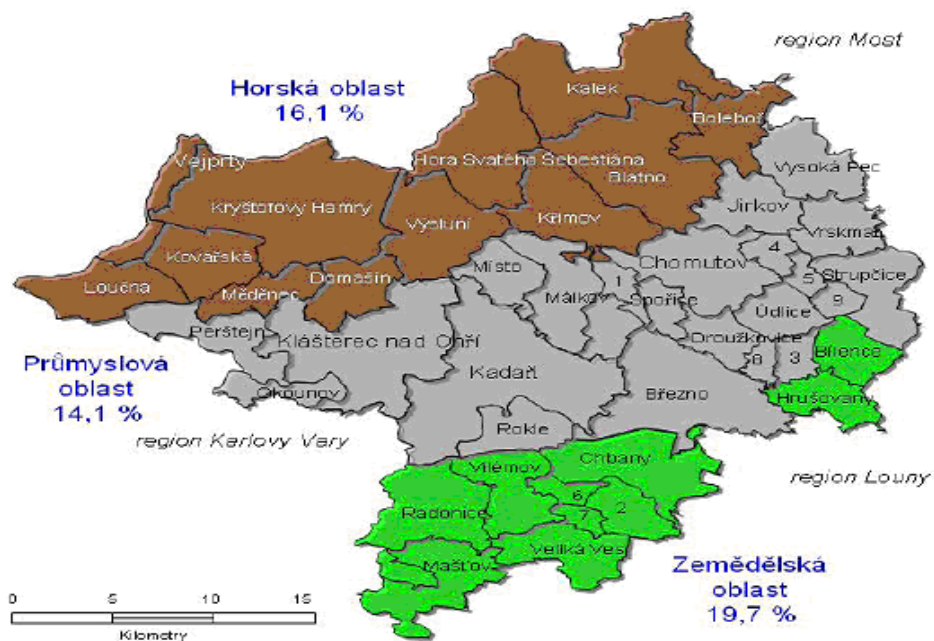 region Most
Horská oblast
16,1 %
Kalek
Boleboř
Vejprty
Hora Svatého Šebestiána
Vysoká Pec
Blatno
Kryštofovy Hamry
Jirkov
Výsluní
Křimov
Vrskmaň
Kovářská
Místo
Chomutov
4
Domašín
1
5
Strupčice
Loučna
Měděnec
Málkov
Spořice
9
Perštejn
Údlice
Klášterec nad Ohří
Droužkovice
Průmyslová
oblast
14,1 %
8
3
Bílence
Kadaň
Okounov
Březno
Hrušovany
region Karlovy Vary
Rokle
Vilémov
Chbany
region Louny
6
2
Radonice
7
Veliká Ves
Mašťov
Zemědělská
oblast
19,7 %
0 5 10 15
Kilometry